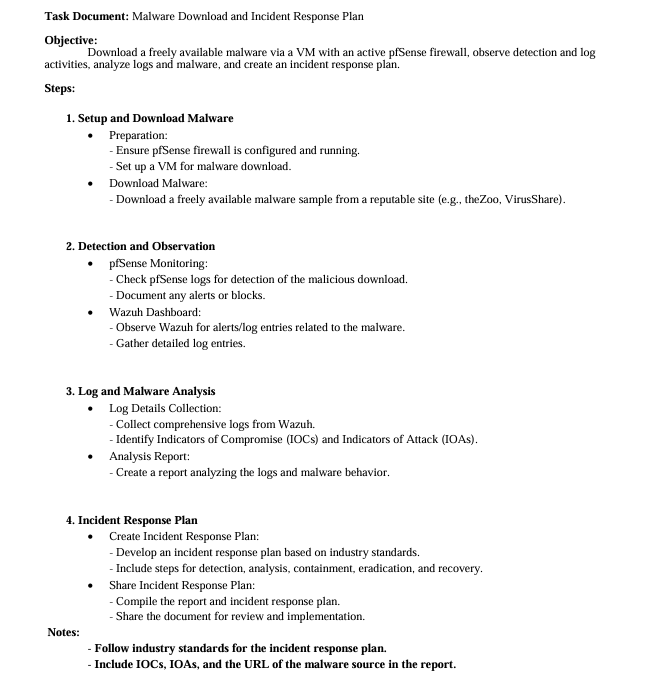 Task Document: Malware Download and Incident Response Plan
Objective:
Download a freely available malware via a VM with an active pfSense firewall, observe detection and log
activities, analyze logs and malware, and create an incident response plan.
Steps:
1. Setup and Download Malware
• Preparation:
- Ensure pfSense firewall is configured and running.
- Set up a VM for malware download.
• Download Malware:
- Download a freely available malware sample from a reputable site (e.g., theZoo, VirusShare).
2. Detection and Observation
• pfSense Monitoring:
- Check pfSense logs for detection of the malicious download.
- Document any alerts or blocks.
• Wazuh Dashboard:
- Observe Wazuh for alerts/log entries related to the malware.
- Gather detailed log entries.
3. Log and Malware Analysis
• Log Details Collection:
- Collect comprehensive logs from Wazuh.
- Identify Indicators of Compromise (IOCs) and Indicators of Attack (IOAs).
• Analysis Report:
- Create a report analyzing the logs and malware behavior.
4. Incident Response Plan
• Create Incident Response Plan:
- Develop an incident response plan based on industry standards.
- Include steps for detection, analysis, containment, eradication, and recovery.
• Share Incident Response Plan:
- Compile the report and incident response plan.
- Share the document for review and implementation.
Notes:
- Follow industry standards for the incident response plan.
- Include IOCs, IOAs, and the URL of the malware source in the report.